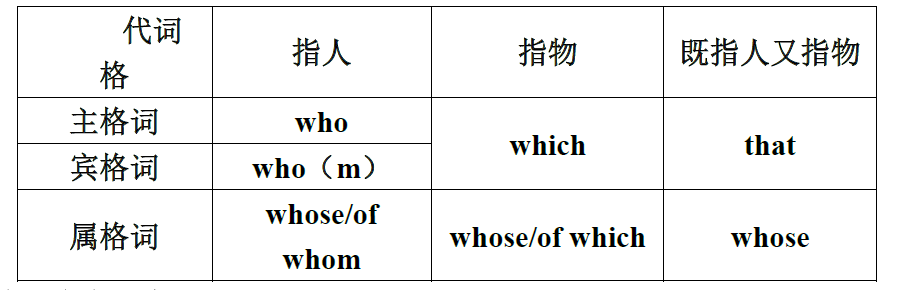 代词
格
指人
指物
既指人又指物
主格词
who
which
that
宾格词
who（m）
属格词
whose/of
whom
whose/of which
whose